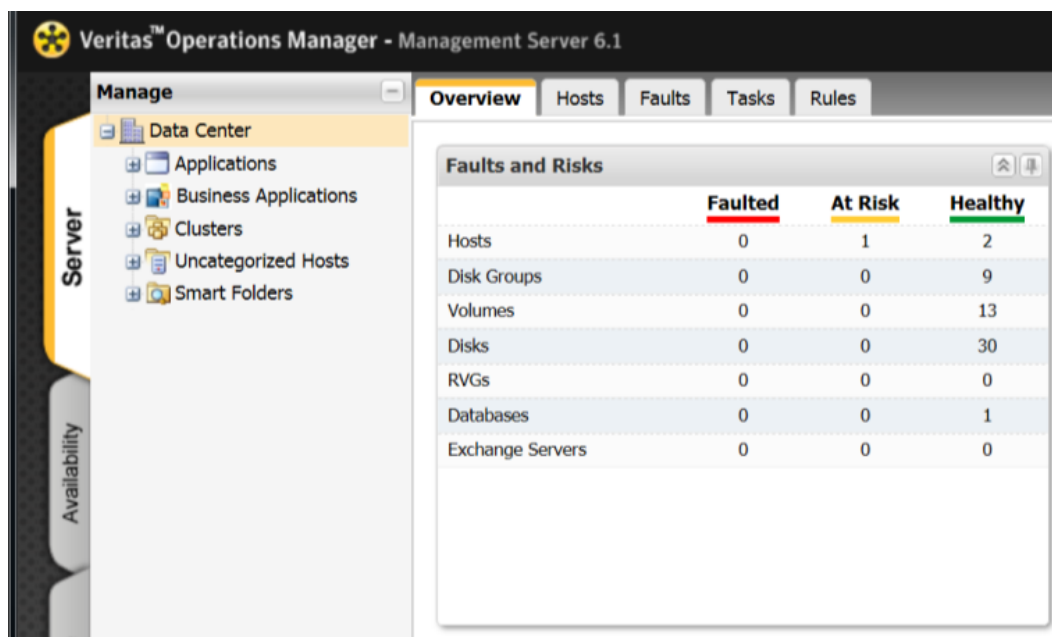 Veritas™ Operations Manager - Management Server 6.1
Manage
Overview Hosts Faults Tasks Rules
Server
Availability
Data Center
Applications
Business Applications
Clusters
Uncategorized Hosts
Smart Folders
Faults and Risks
Faulted At Risk Healthy
Hosts 0 1 2
Disk Groups 0 0 9
Volumes 0 0 13
Disks 0 0 30
RVGs 0 0 0
Databases 0 0 1
Exchange Servers 0 0 0